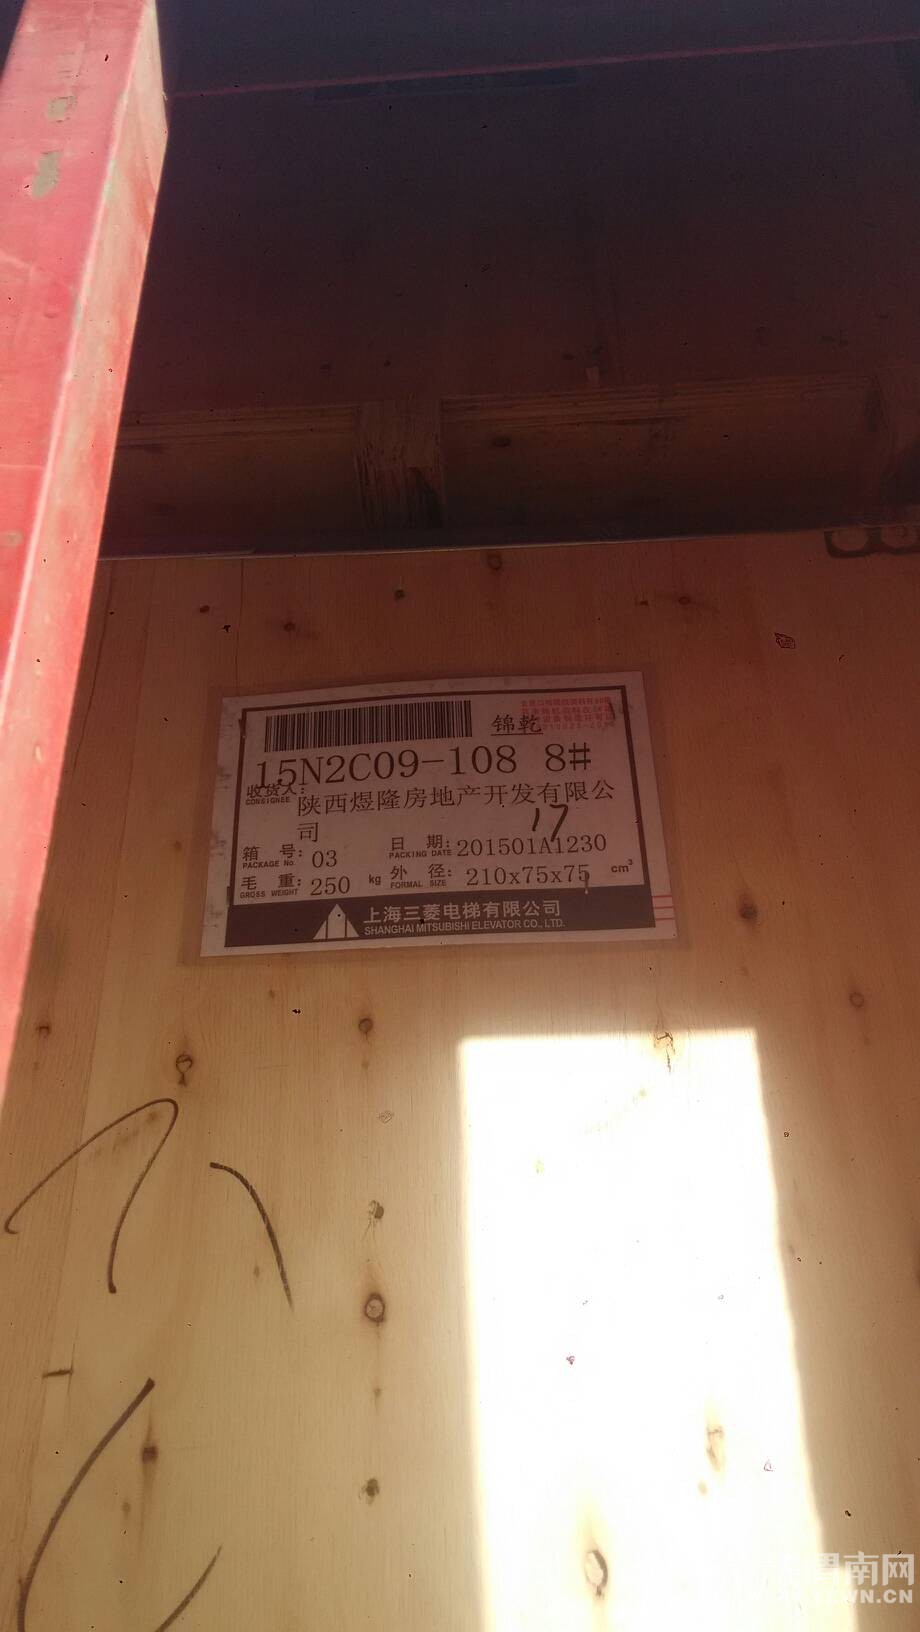 锦乾
15N2C09-108 8#
收货人:
CONSIGNEE
陕西煜隆房地产开发有限公
司
17
箱 号: 03
PACKAGE No.
日 期: 201501A1230
PACKING DATE
毛 重: 250 kg
GROSS WEIGHT
外 径: 210x75x75 cm³
FORMAL SIZE
上海三菱电梯有限公司
SHANGHAI MITSUBISHI ELEVATOR CO., LTD.
渭南网